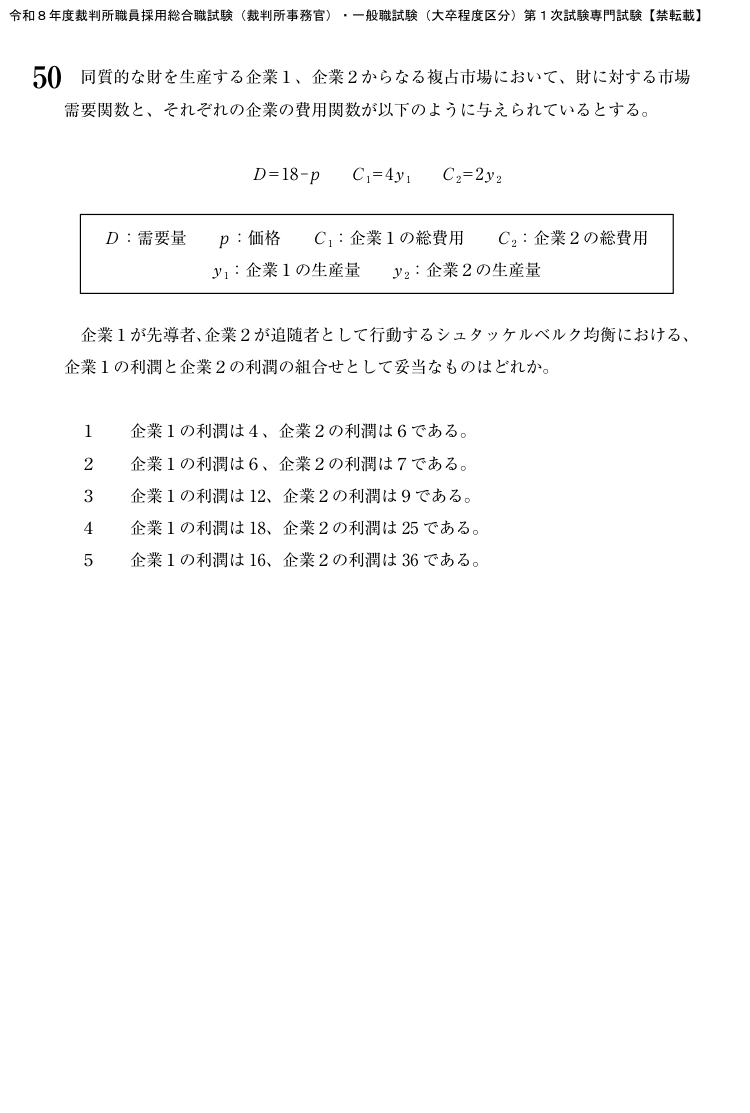 令和８年度裁判所職員採用総合職試験（裁判所事務官）・一般職試験（大卒程度区分）第１次試験専門試験【禁転載】
50　同質的な財を生産する企業１、企業２からなる複占市場において、財に対する市場
需要関数と、それぞれの企業の費用関数が以下のように与えられているとする。
D＝18－p　　C₁＝4y₁　　C₂＝2y₂
D：需要量　　p：価格　　C₁：企業１の総費用　　C₂：企業２の総費用
y₁：企業１の生産量　　y₂：企業２の生産量
企業１が先導者、企業２が追随者として行動するシュタッケルベルク均衡における、
企業１の利潤と企業２の利潤の組合せとして妥当なものはどれか。
１　　企業１の利潤は４、企業２の利潤は６である。
２　　企業１の利潤は６、企業２の利潤は７である。
３　　企業１の利潤は 12、企業２の利潤は９である。
４　　企業１の利潤は 18、企業２の利潤は 25 である。
５　　企業１の利潤は 16、企業２の利潤は 36 である。